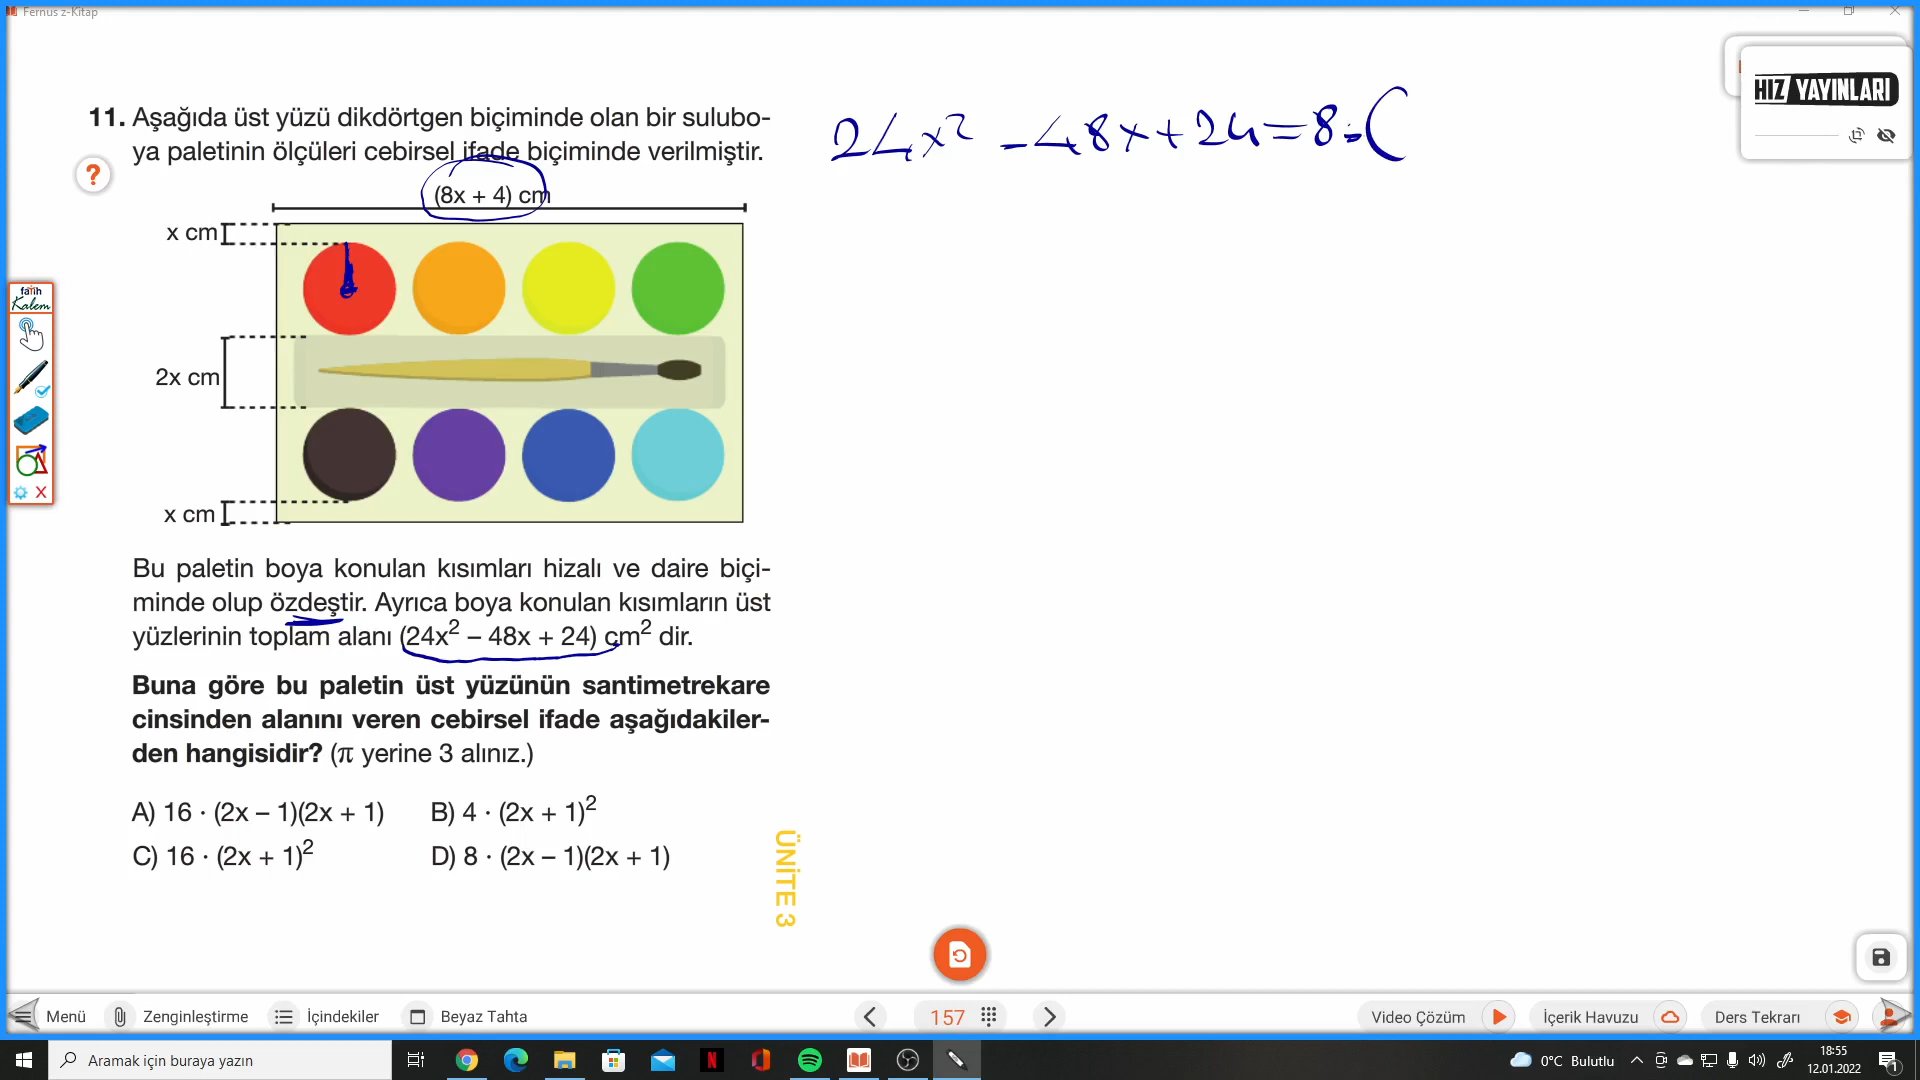 Fernus z-Kitap
HIZ YAYINLARI
11. Aşağıda üst yüzü dikdörtgen biçiminde olan bir sulubo-
ya paletinin ölçüleri cebirsel ifade biçiminde verilmiştir.
24x² - 48x + 24 = 8·(
?
(8x + 4) cm
x cm
2x cm
x cm
fatih
Kalem
Bu paletin boya konulan kısımları hizalı ve daire biçi-
minde olup özdeştir. Ayrıca boya konulan kısımların üst
yüzlerinin toplam alanı (24x² – 48x + 24) cm² dir.
Buna göre bu paletin üst yüzünün santimetrekare
cinsinden alanını veren cebirsel ifade aşağıdakiler-
den hangisidir? (π yerine 3 alınız.)
A) 16 · (2x – 1)(2x + 1) B) 4 · (2x + 1)²
C) 16 · (2x + 1)² D) 8 · (2x – 1)(2x + 1)
ÜNİTE 3
Menü Zenginleştirme İçindekiler Beyaz Tahta 157 Video Çözüm İçerik Havuzu Ders Tekrarı
Aramak için buraya yazın 0°C Bulutlu 18:55
12.01.2022
1